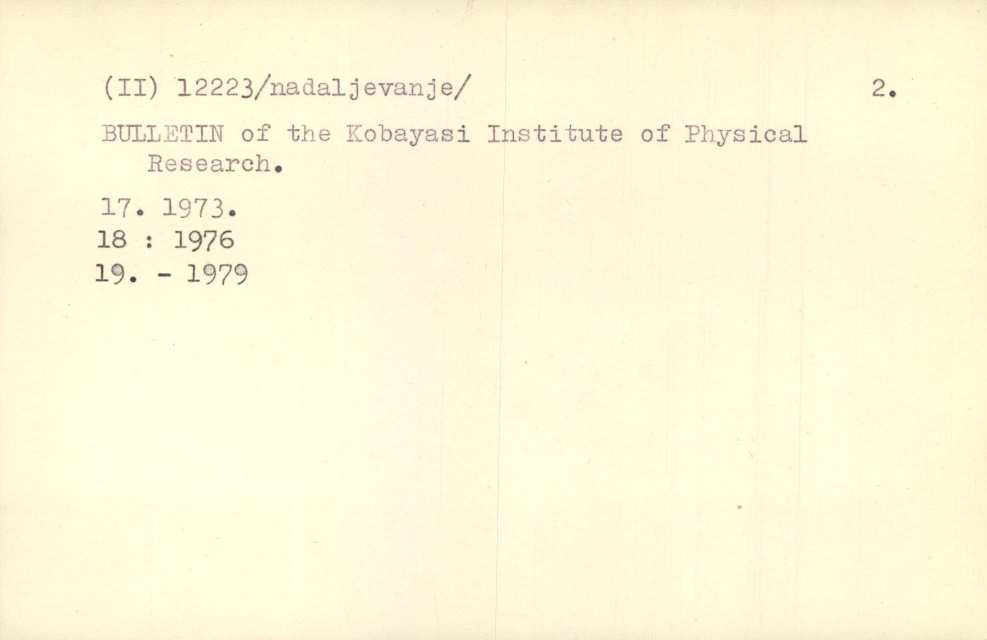 (II) 12223/nadaljevanje/ 2.
BULLETIN of the Kobayasi Institute of Physical
Research.
17. 1973.
18 : 1976
19. - 1979